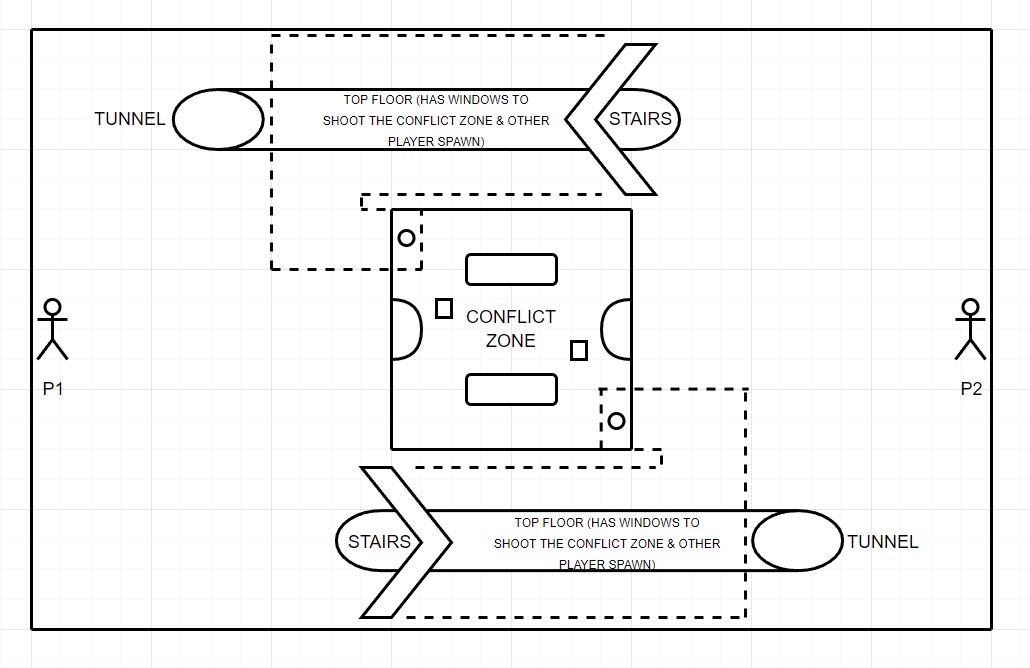 TUNNEL
TOP FLOOR (HAS WINDOWS TO
SHOOT THE CONFLICT ZONE & OTHER
PLAYER SPAWN)
STAIRS
CONFLICT
ZONE
P1
P2
STAIRS
TOP FLOOR (HAS WINDOWS TO
SHOOT THE CONFLICT ZONE & OTHER
PLAYER SPAWN)
TUNNEL